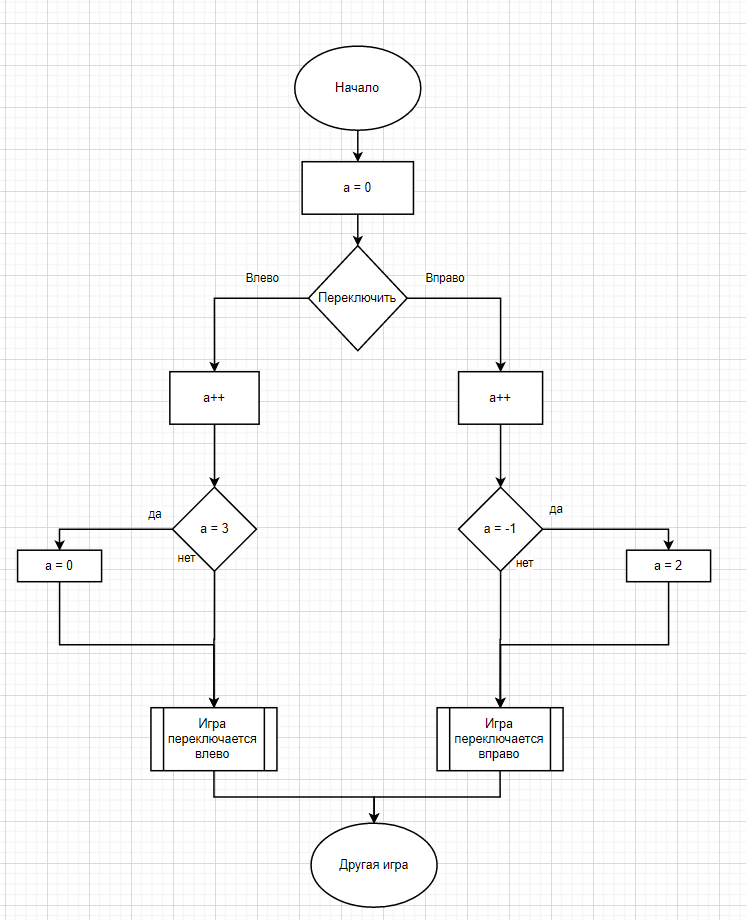 Начало
a = 0
Влево
Вправо
Переключить
a++
a++
да
да
a = 3
a = -1
нет
нет
a = 0
a = 2
Игра
переключается
влево
Игра
переключается
вправо
Другая игра